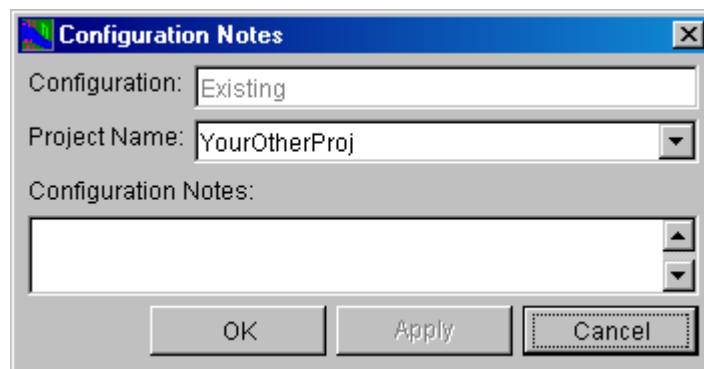 Configuration Notes
Configuration: Existing
Project Name: YourOtherProj
Configuration Notes:
OK Apply Cancel